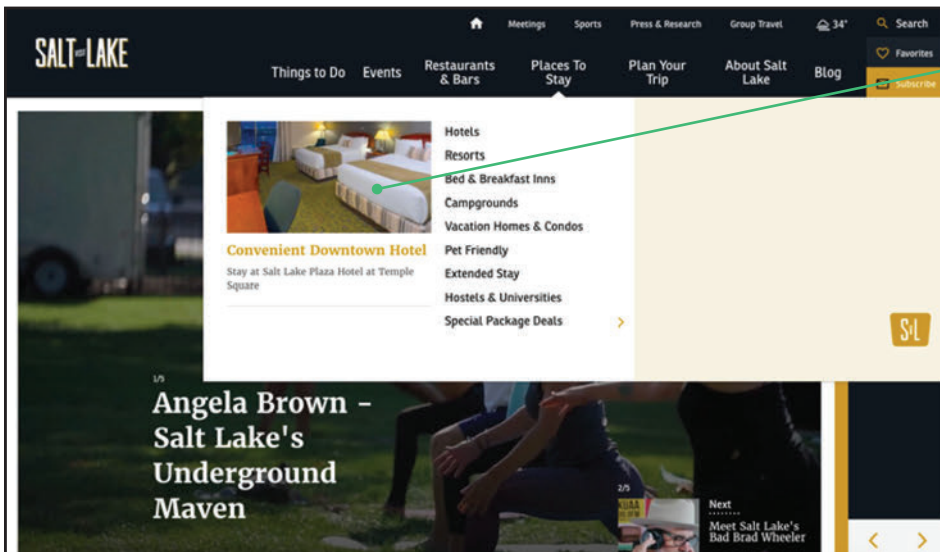 Meetings Sports Press & Research Group Travel 34° Search
SALT VISIT LAKE
Favorites
Things to Do Events Restaurants & Bars Places To Stay Plan Your Trip About Salt Lake Blog
Subscribe
Hotels
Resorts
Bed & Breakfast Inns
Campgrounds
Vacation Homes & Condos
Pet Friendly
Extended Stay
Hostels & Universities
Special Package Deals
Convenient Downtown Hotel
Stay at Salt Lake Plaza Hotel at Temple
Square
S L
1/5
Angela Brown -
Salt Lake's
Underground
Maven
2/5
Next
Meet Salt Lake's
Bad Brad Wheeler